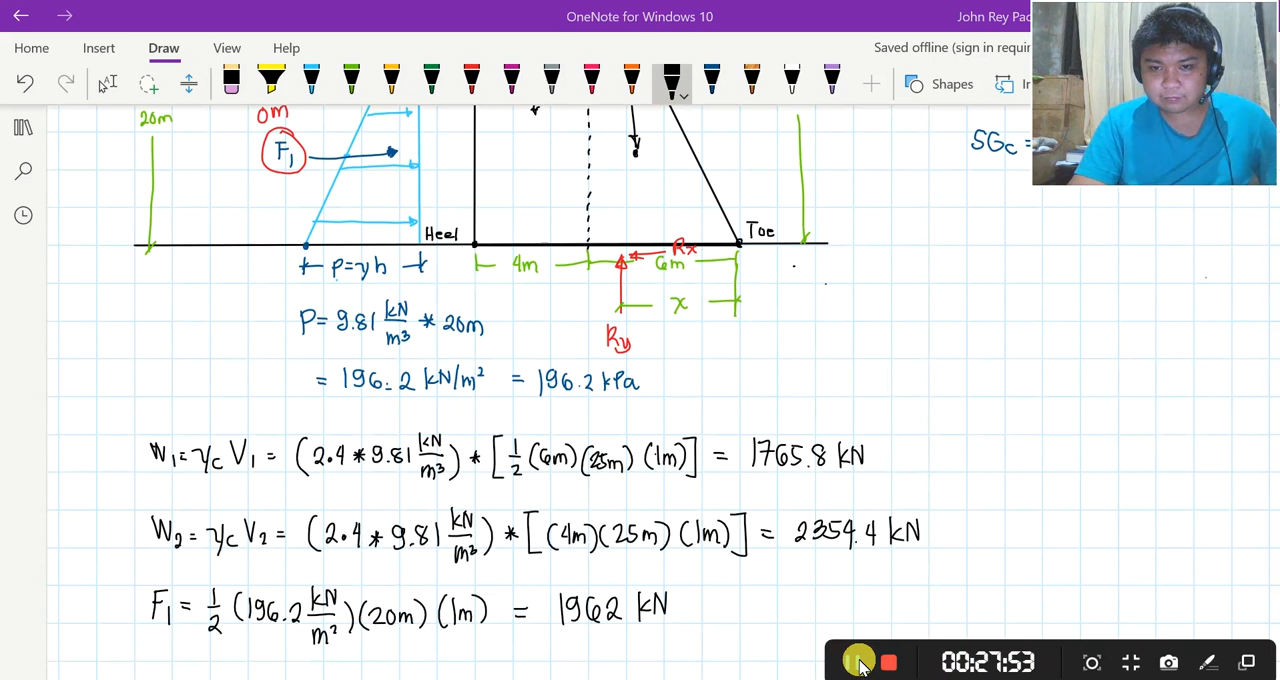 OneNote for Windows 10
John Rey Pac
Home Insert Draw View Help
Saved offline (sign in requir
Shapes
In
20m
0m
F₁
SGc =
Heel
Toe
Rx
P=γh
4m
6m
x
Ry
P= 9.81 kN/m³ * 20m
= 196.2 kN/m² = 196.2 kPa
W₁ = γc V₁ = (2.4 * 9.81 kN/m³) * [1/2 (6m)(25m)(1m)] = 1765.8 kN
W₂ = γc V₂ = (2.4 * 9.81 kN/m³) * [(4m)(25m)(1m)] = 2354.4 kN
F₁ = 1/2 (196.2 kN/m²)(20m)(1m) = 1962 kN
00:27:53